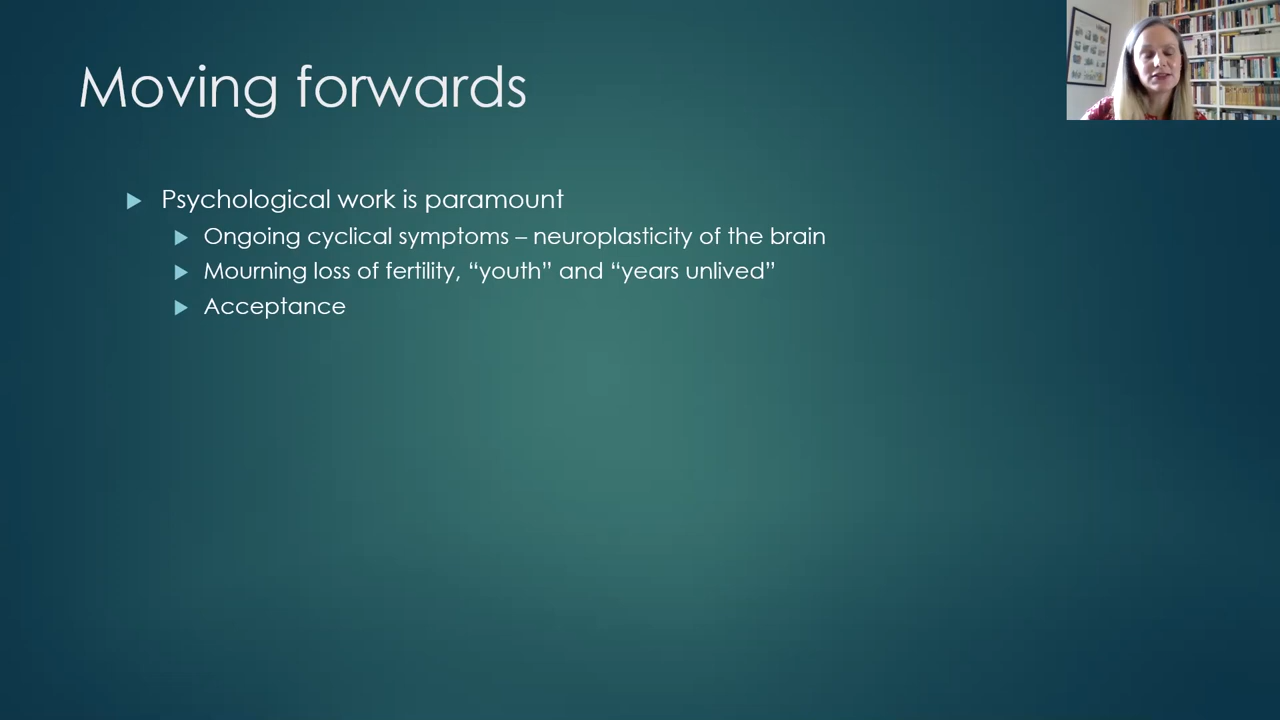 Moving forwards
Psychological work is paramount
Ongoing cyclical symptoms – neuroplasticity of the brain
Mourning loss of fertility, “youth” and “years unlived”
Acceptance